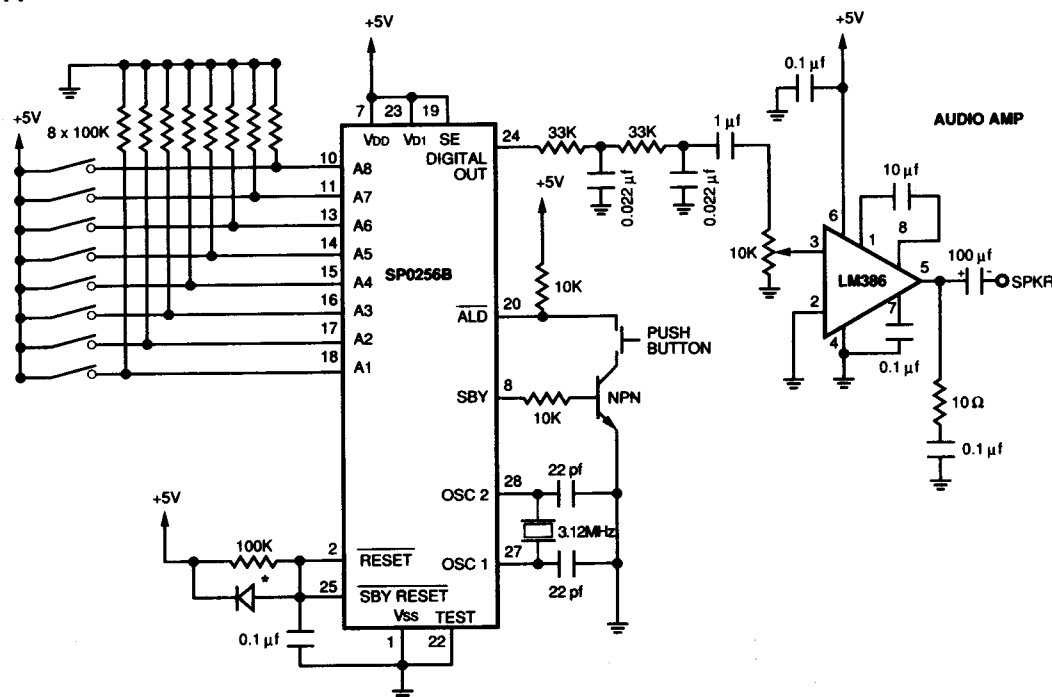 +5V
+5V
0.1 µf
7
23
19
+5V
8 x 100K
VDD
VD1
SE
24
33K
33K
1 µf
AUDIO AMP
DIGITAL
OUT
10
A8
11
A7
13
A6
14
A5
15
A4
16
A3
17
A2
18
A1
SP0256B
0.022 µf
0.022 µf
+5V
10 µf
6
1
8
10K
3
LM386
5
100 µf
+
-
SPKR
2
7
4
0.1 µf
10K
20
ALD
PUSH
BUTTON
SBY
8
10K
NPN
10 Ω
0.1 µf
22 pf
OSC 2
28
3.12MHz
27
OSC 1
22 pf
+5V
100K
2
RESET
*
25
SBY RESET
VSS
TEST
0.1 µf
1
22